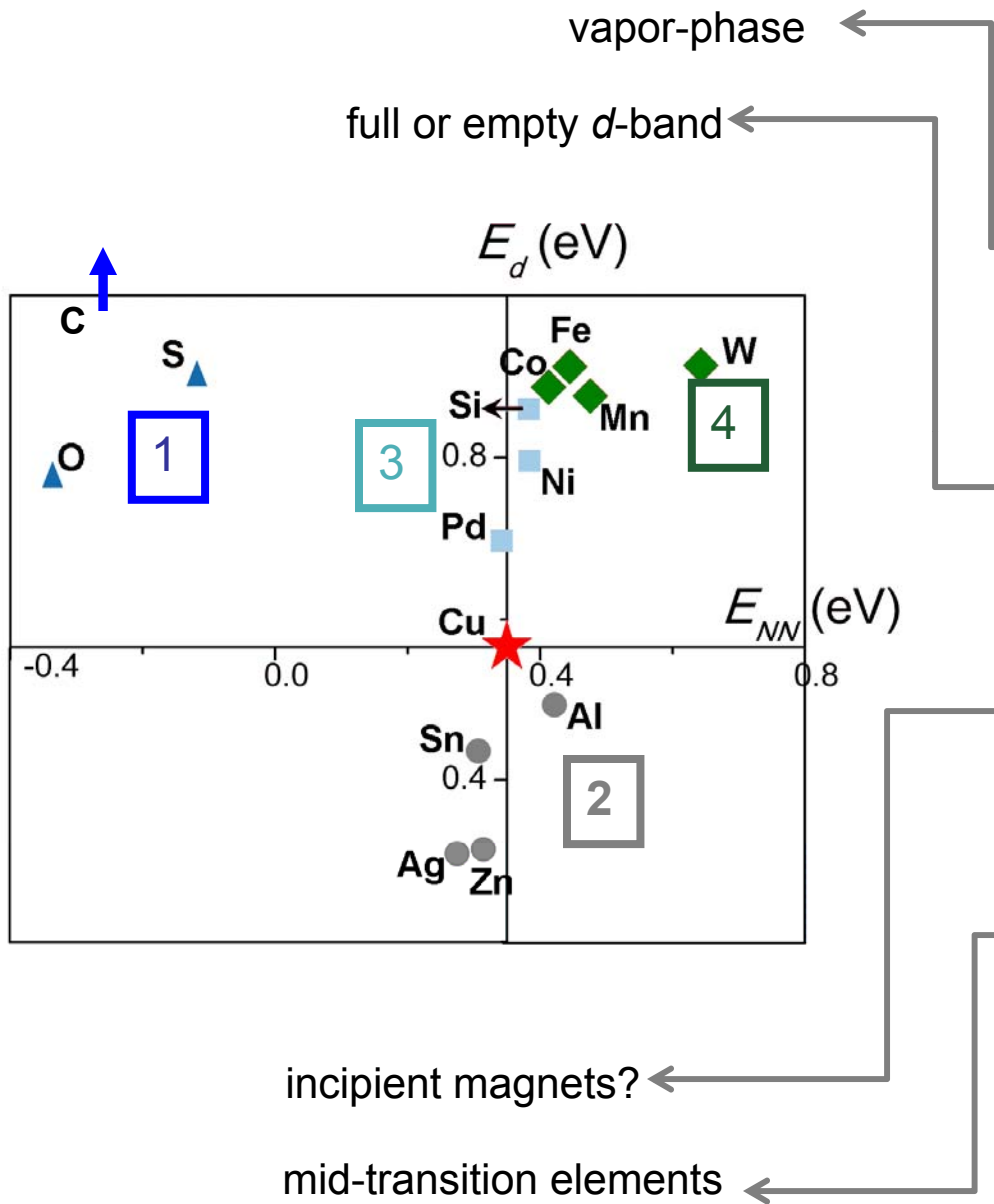 vapor-phase
full or empty d-band
E_d (eV)
C
Fe
S
Co
W
Si
Mn
1
3
4
O
0.8
Ni
Pd
Cu
E_NN (eV)
-0.4
0.0
0.4
0.8
Al
Sn
0.4
2
Ag
Zn
incipient magnets?
mid-transition elements